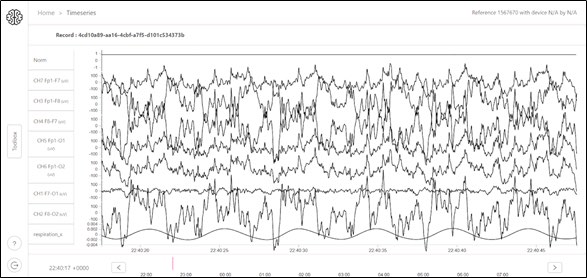 Home > Timeseries
Reference 1567670 with device N/A by N/A
Record : 4cd10a89-aa16-4cbf-a7f5-d101c534373b
Norm
CH7: Fp1-F7 (uV)
CH3: Fp1-F8 (uV)
CH4: F8-F7 (uV)
CH5: Fp1-O1 (uV)
CH6: Fp1-O2 (uV)
CH1: F7-O1 (uV)
CH2: F8-O2 (uV)
respiration_x
Toolbox
?
22:40:20 22:40:25 22:40:30 22:40:35 22:40:40 22:40:45
22:40:17 +0000
22:00 23:00 00:00 01:00 02:00 03:00 04:00 05:00 06:00 07:00